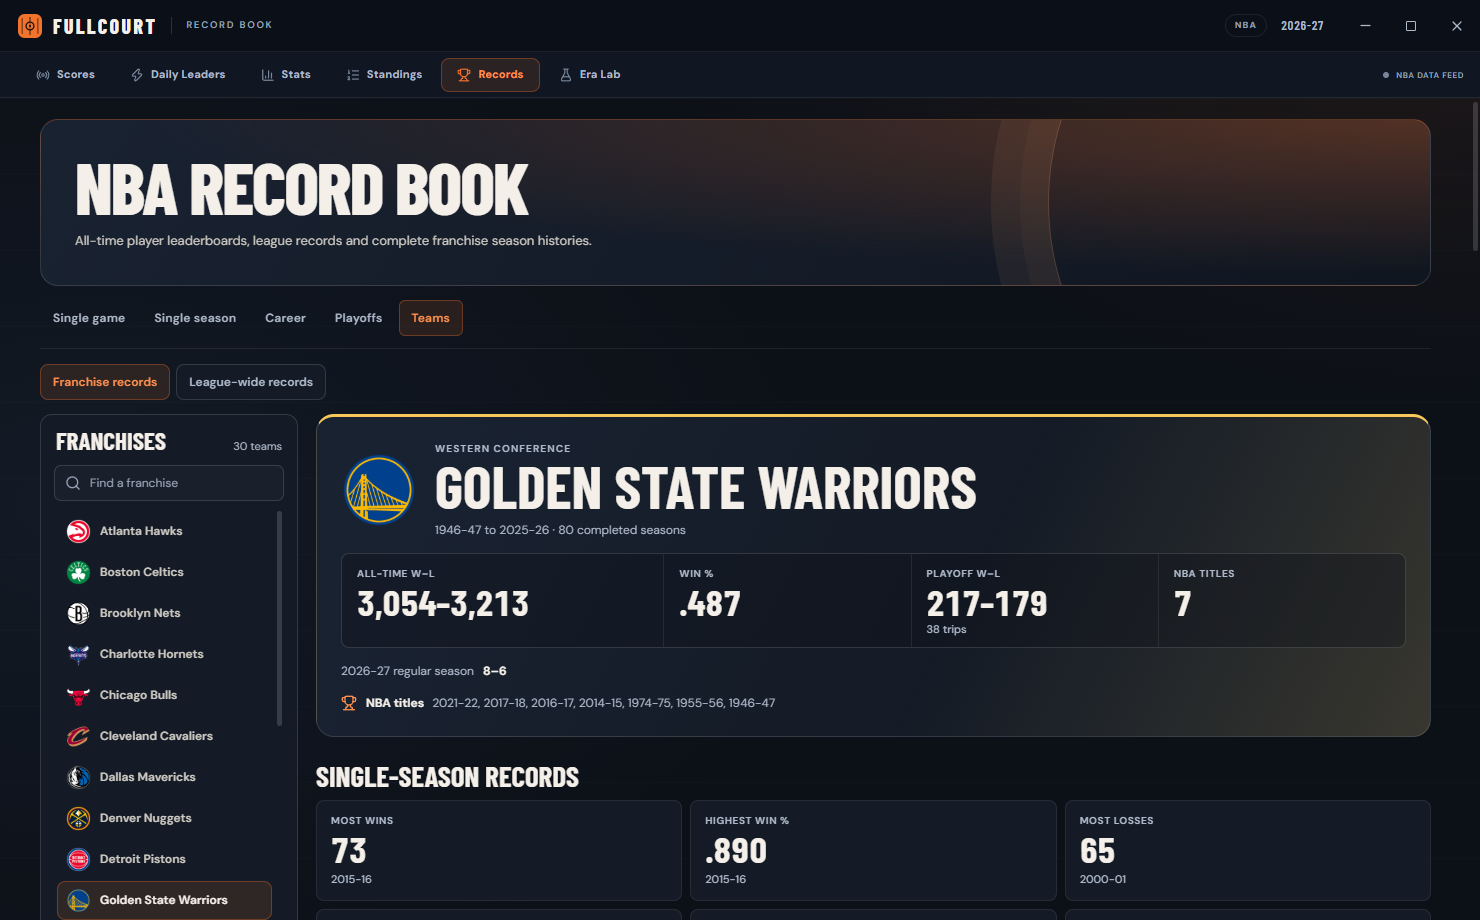 FULLCOURT RECORD BOOK NBA 2026-27
Scores Daily Leaders Stats Standings Records Era Lab NBA DATA FEED
NBA RECORD BOOK
All-time player leaderboards, league records and complete franchise season histories.
Single game Single season Career Playoffs Teams
Franchise records League-wide records
FRANCHISES 30 teams
Find a franchise
Atlanta Hawks
Boston Celtics
Brooklyn Nets
Charlotte Hornets
Chicago Bulls
Cleveland Cavaliers
Dallas Mavericks
Denver Nuggets
Detroit Pistons
Golden State Warriors
WESTERN CONFERENCE
GOLDEN STATE WARRIORS
1946-47 to 2025-26 · 80 completed seasons
ALL-TIME W–L WIN % PLAYOFF W–L NBA TITLES
3,054–3,213 .487 217–179 7
38 trips
2026-27 regular season 8–6
NBA titles 2021-22, 2017-18, 2016-17, 2014-15, 1974-75, 1955-56, 1946-47
SINGLE-SEASON RECORDS
MOST WINS HIGHEST WIN % MOST LOSSES
73 .890 65
2015-16 2015-16 2000-01